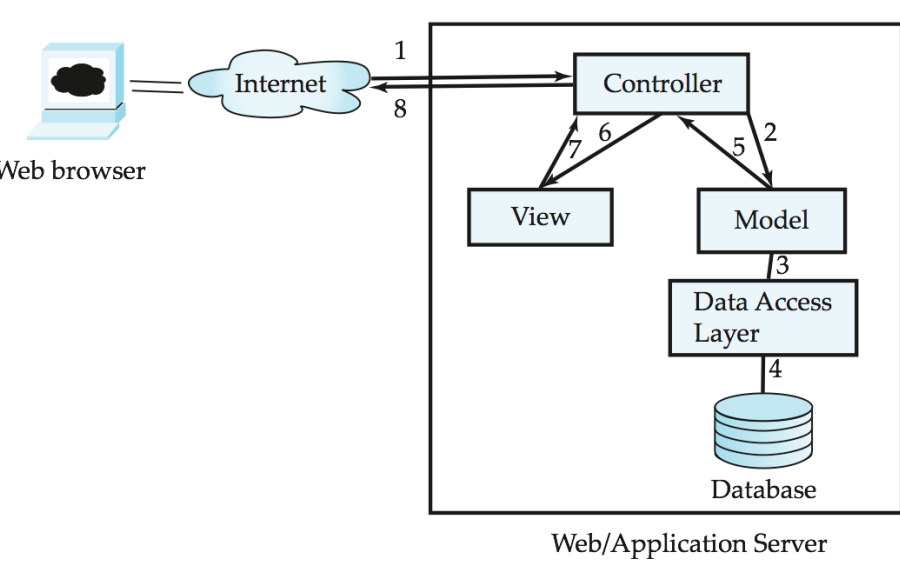 1
Internet
Controller
8
Web browser
6
7
5
2
View
Model
3
Data Access
Layer
4
Database
Web/Application Server